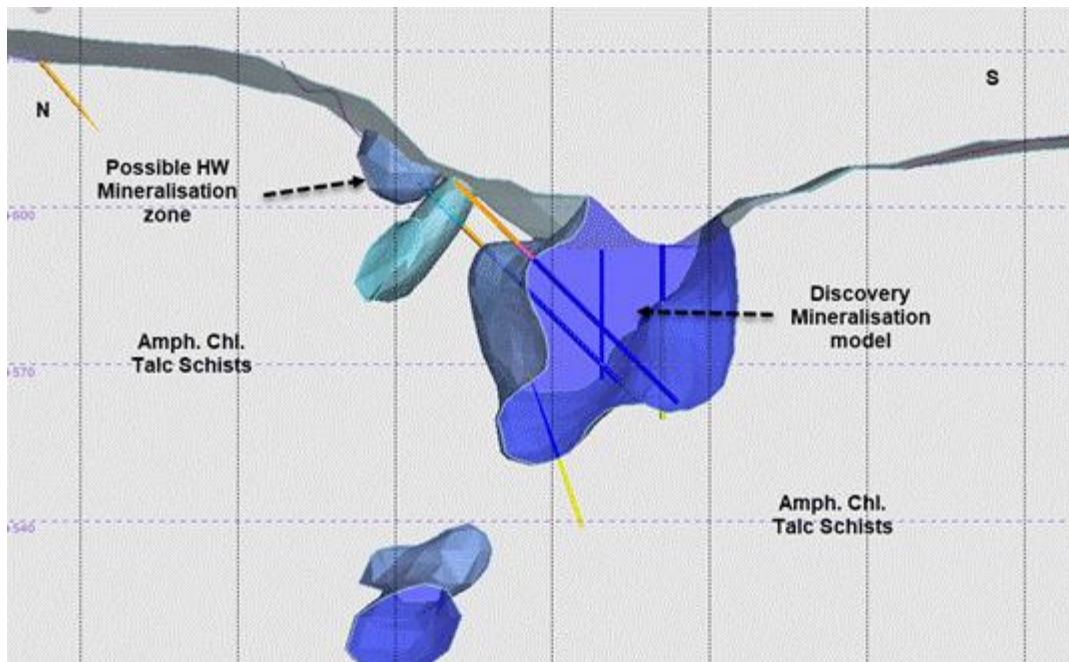 S
N
Possible HW
Mineralisation
zone
+600
Discovery
Mineralisation
model
Amph. Chl.
Talc Schists
+570
Amph. Chl.
Talc Schists
+540